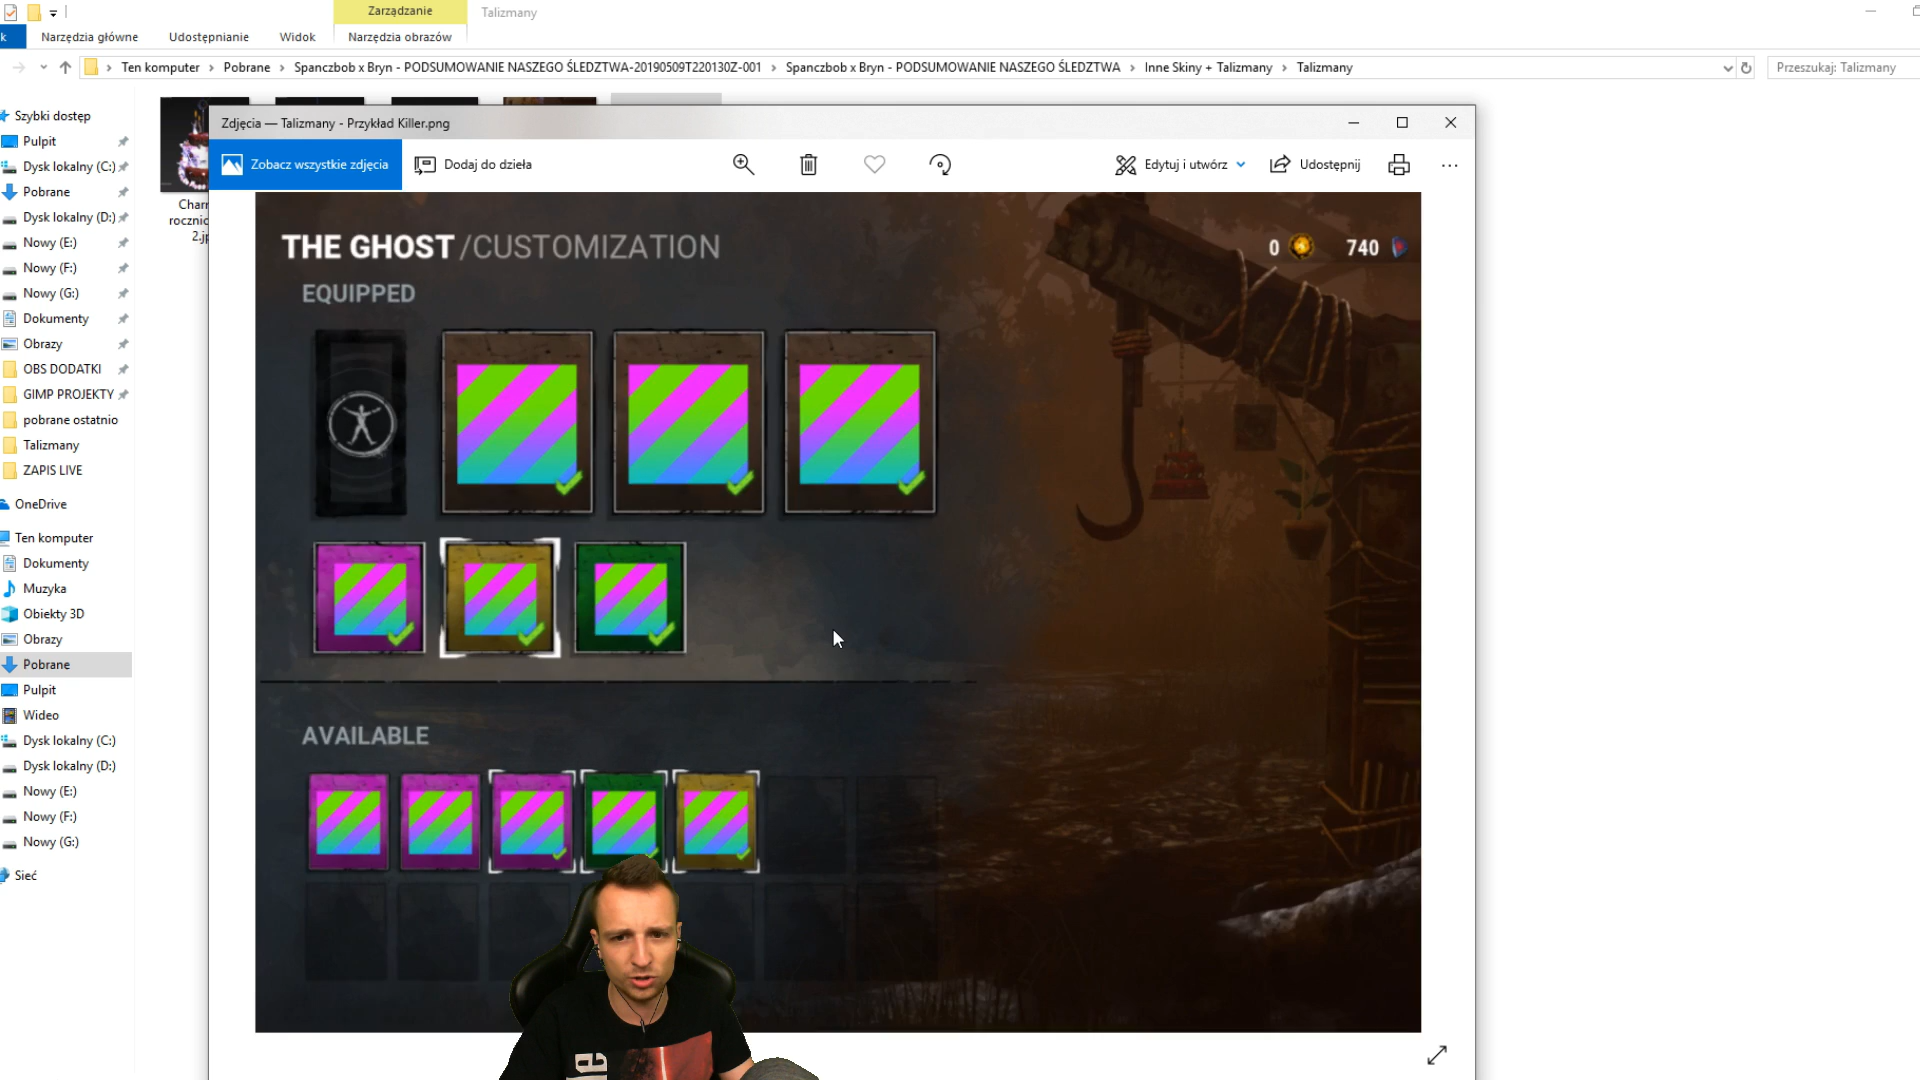 Zarządzanie
Talizmany
k
Narzędzia główne
Udostępnianie
Widok
Narzędzia obrazów
Ten komputer
Pobrane
Spanczbob x Bryn - PODSUMOWANIE NASZEGO ŚLEDZTWA-20190509T220130Z-001
Spanczbob x Bryn - PODSUMOWANIE NASZEGO ŚLEDZTWA
Inne Skiny + Talizmany
Talizmany
Przeszukaj: Talizmany
Szybki dostęp
Pulpit
Dysk lokalny (C:)
Pobrane
Dysk lokalny (D:)
Nowy (E:)
Nowy (F:)
Nowy (G:)
Dokumenty
Obrazy
OBS DODATKI
GIMP PROJEKTY
pobrane ostatnio
Talizmany
ZAPIS LIVE
OneDrive
Ten komputer
Dokumenty
Muzyka
Obiekty 3D
Obrazy
Pobrane
Pulpit
Wideo
Dysk lokalny (C:)
Dysk lokalny (D:)
Nowy (E:)
Nowy (F:)
Nowy (G:)
Sieć
Charm
rocznic
2.jp
Zdjęcia — Talizmany - Przykład Killer.png
Zobacz wszystkie zdjęcia
Dodaj do dzieła
Edytuj i utwórz
Udostępnij
THE GHOST/CUSTOMIZATION
0
740
EQUIPPED
AVAILABLE